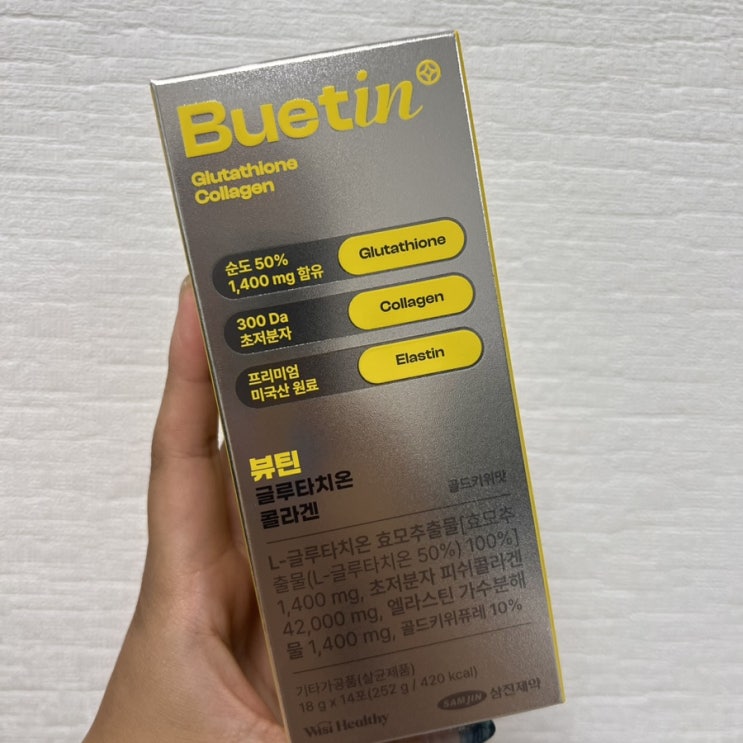 Buetin
Glutathione
Collagen
순도 50%
1,400 mg 함유
Glutathione
300 Da
초저분자
Collagen
프리미엄
미국산 원료
Elastin
뷰틴
글루타치온
콜라겐
골드키위맛
L-글루타치온 효모추출물[효모추
출물(L-글루타치온 50%) 100%]
1,400 mg, 초저분자 피쉬콜라겐
42,000 mg, 엘라스틴 가수분해
물 1,400 mg, 골드키위퓨레 10%
기타가공품(살균제품)
18 g x 14포(252 g / 420 kcal)
Wisi Healthy
SAMJIN 삼진제약